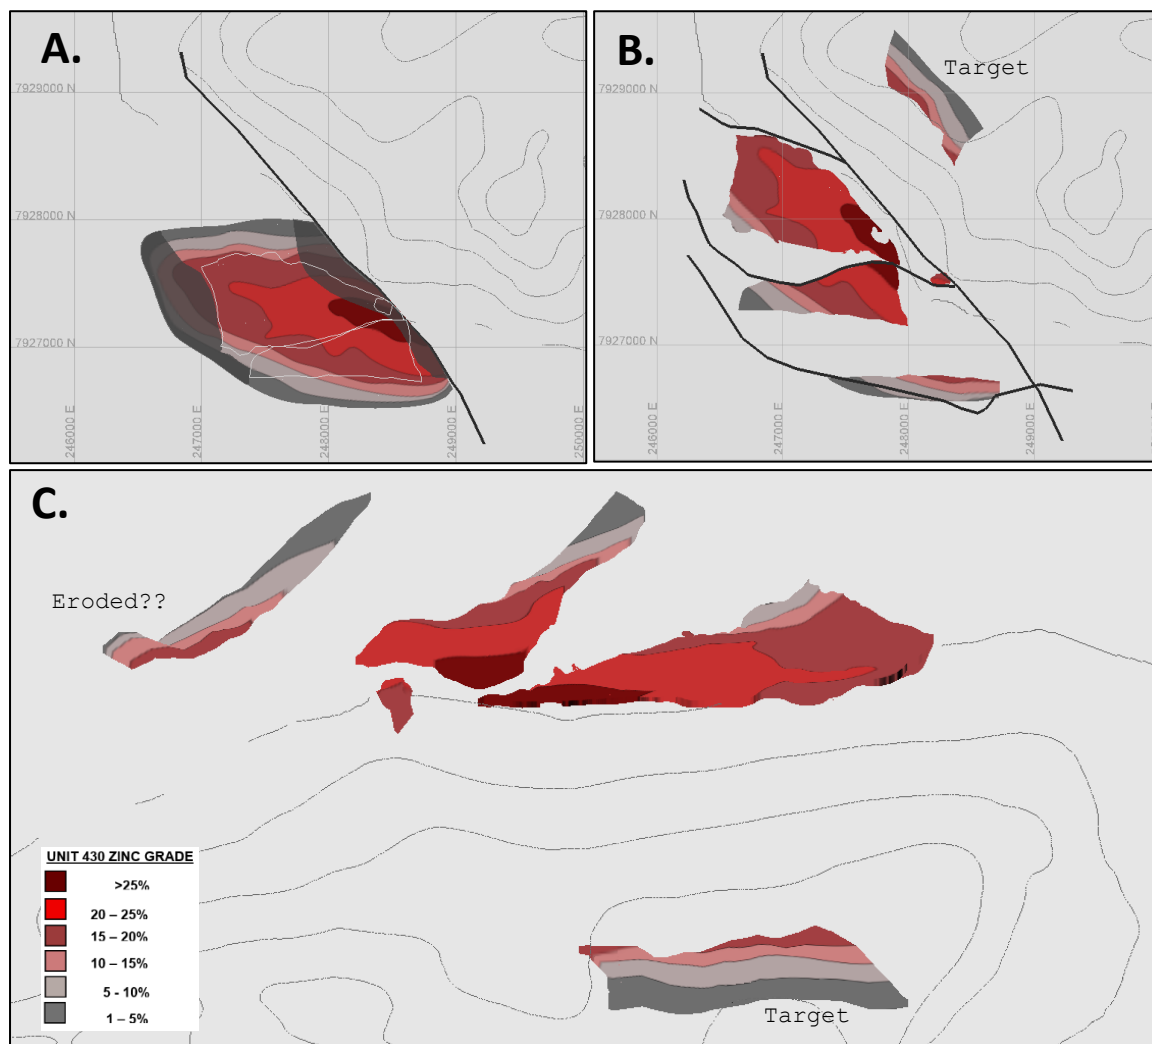 A.
7929000 N
7928000 N
7927000 N
246000 E
247000 E
248000 E
249000 E
250000 E
B.
Target
7929000 N
7928000 N
7927000 N
246000 E
247000 E
248000 E
249000 E
C.
Eroded??
UNIT 430 ZINC GRADE
>25%
20 – 25%
15 – 20%
10 – 15%
5 - 10%
1 – 5%
Target